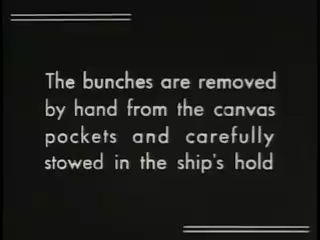 The bunches are removed
by hand from the canvas
pockets and carefully
stowed in the ship's hold